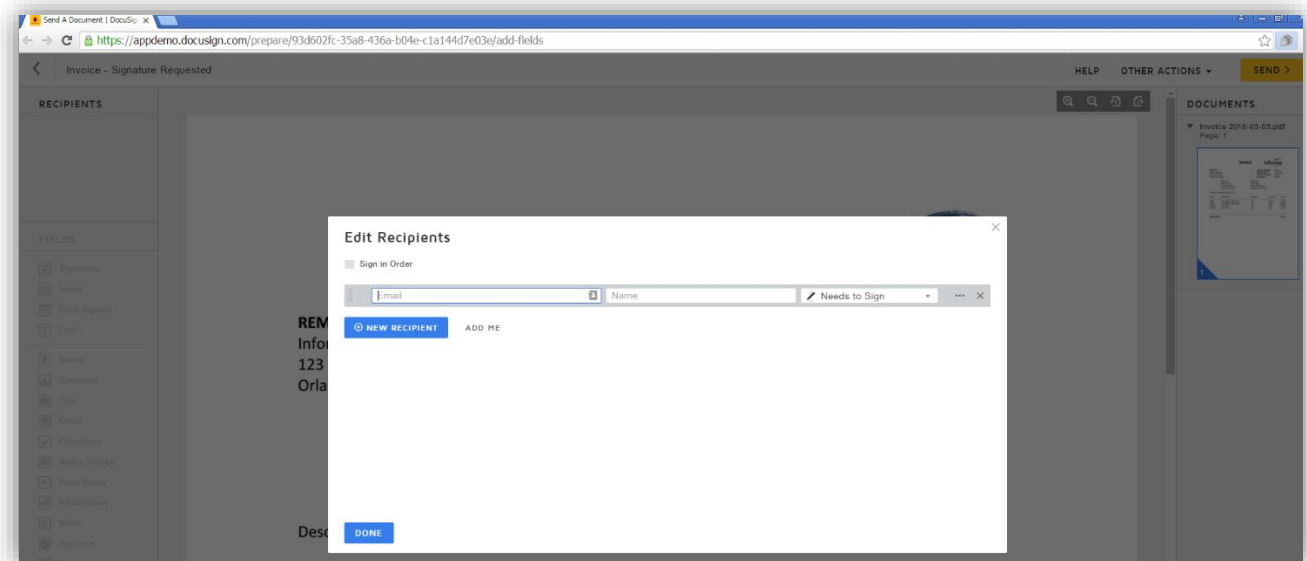 Send A Document | DocuSig
https://appdemo.docusign.com/prepare/93d602fc-35a8-436a-b04e-c1a144d7e03e/add-fields
Invoice - Signature Requested
HELP OTHER ACTIONS SEND >
RECIPIENTS
DOCUMENTS
Invoice 2016-03-03.pdf
Page: 1
1
Edit Recipients
Sign in Order
Email Name Needs to Sign
NEW RECIPIENT ADD ME
DONE
FIELDS
Signature
Initial
Date Signed
Text
Name
Company
Title
Email
Checkbox
Radio Button
Drop Down
Attachment
Note
Approve
REM
Infor
123
Orla
Desc